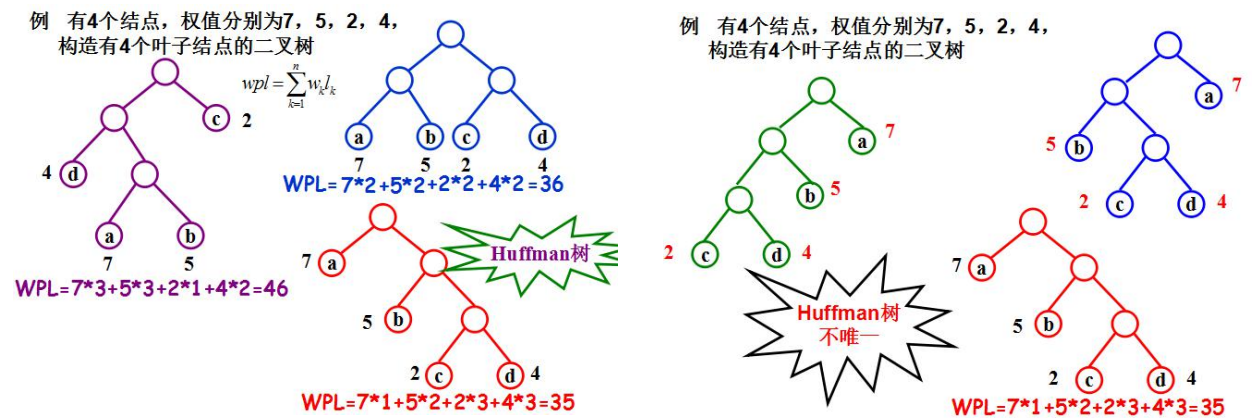 例 有4个结点，权值分别为7，5，2，4，
构造有4个叶子结点的二叉树
wpl = \sum_{k=1}^{n} w_k l_k
c 2
4 d
a b
7 5
WPL=7*3+5*3+2*1+4*2=46
a b c d
7 5 2 4
WPL=7*2+5*2+2*2+4*2=36
7 a
Huffman树
5 b
2 c d 4
WPL=7*1+5*2+2*3+4*3=35
例 有4个结点，权值分别为7，5，2，4，
构造有4个叶子结点的二叉树
a 7
b 5
2 c d 4
a 7
5 b
2 c d 4
Huffman树
不唯一
7 a
5 b
2 c d 4
WPL=7*1+5*2+2*3+4*3=35